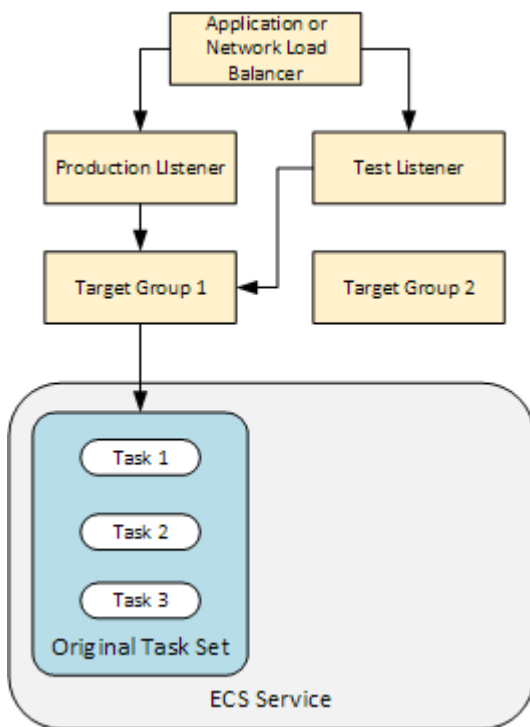 Application or
Network Load
Balancer
Production LIstener
Test Listener
Target Group 1
Target Group 2
Task 1
Task 2
Task 3
Original Task Set
ECS Service